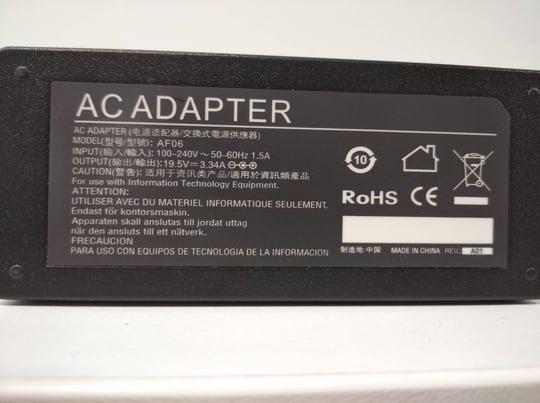 AC ADAPTER
AC ADAPTER (电源适配器/交換式電源供應器)
MODEL(型号/型號): AF06
INPUT(输入/輸入): 100-240V ~ 50-60Hz 1.5A
OUTPUT(输出/輸出):19.5V⎓3.34A
CAUTION(警告): 适用于资讯类产品/適用於資訊類產品
For use with Information Technology Equipment.
ATTENTION:
UTILISER AVEC DU MATERIEL INFORMATIQUE SEULEMENT.
Endast för kontorsmaskin.
Apparaten skall anslutas till jordat uttag
när den ansluts till ett nätverk.
PRECAUCION
PARA USO CON EQUIPOS DE TECNOLOGIA DE LA INFORMATION
10
RoHS CE
制造地:中国 MADE IN CHINA REV.: A01